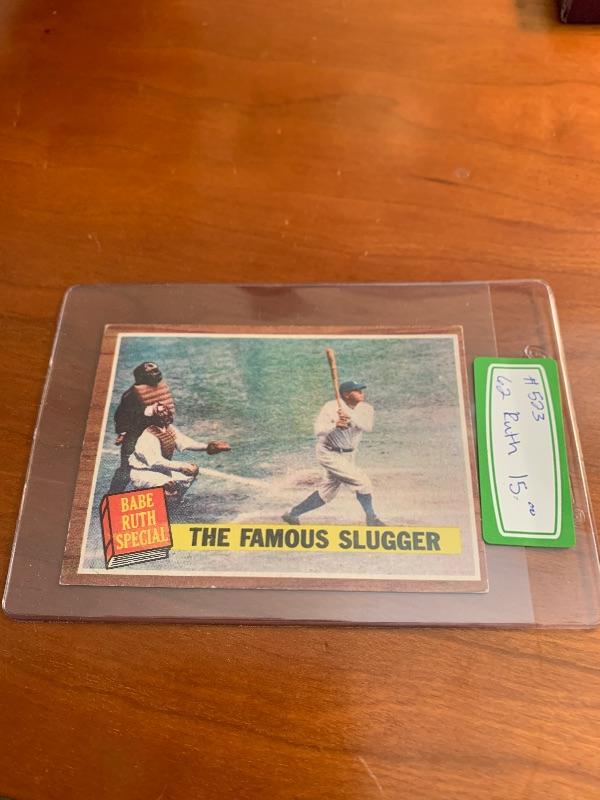 BABE
RUTH
SPECIAL
THE FAMOUS SLUGGER
#523
62 Ruth 15.00